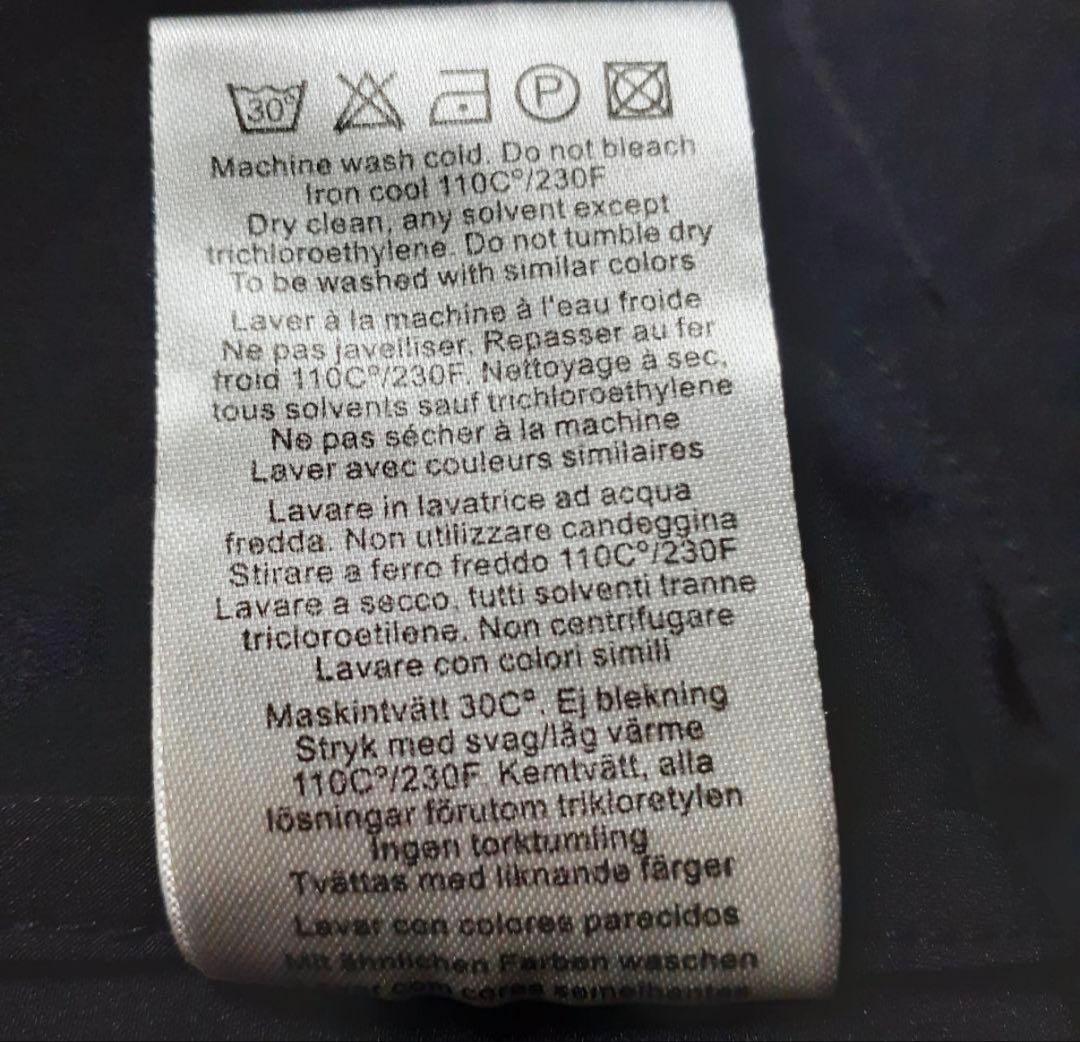 30°
P
Machine wash cold. Do not bleach
Iron cool 110C°/230F
Dry clean, any solvent except
trichloroethylene. Do not tumble dry
To be washed with similar colors
Laver à la machine à l'eau froide
Ne pas javelliser. Repasser au fer
froid 110C°/230F. Nettoyage à sec,
tous solvents sauf trichloroethylene
Ne pas sécher à la machine
Laver avec couleurs similaires
Lavare in lavatrice ad acqua
fredda. Non utilizzare candeggina
Stirare a ferro freddo 110C°/230F
Lavare a secco, tutti solventi tranne
tricloroetilene. Non centrifugare
Lavare con colori simili
Maskintvätt 30C°. Ej blekning
Stryk med svag/låg värme
110C°/230F. Kemtvätt, alla
lösningar förutom trikloretylen
Ingen torktumling
Tvättas med liknande färger
Lavar con colores parecidos
Mit ähnlichen Farben waschen
com cores semelhantes